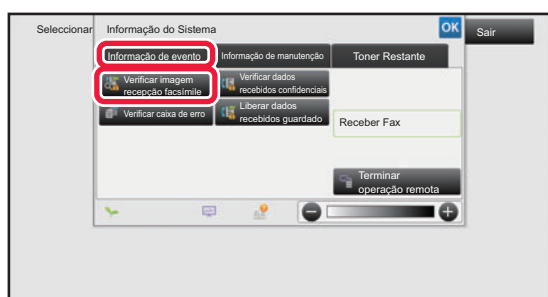 Seleccionar
Informação do Sistema
OK
Sair
Informação de evento
Informação de manutenção
Toner Restante
Verificar imagem
recepção facsímile
Verificar dados
recebidos confidenciais
Verificar caixa de erro
Liberar dados
recebidos guardado
Receber Fax
Terminar
operação remota